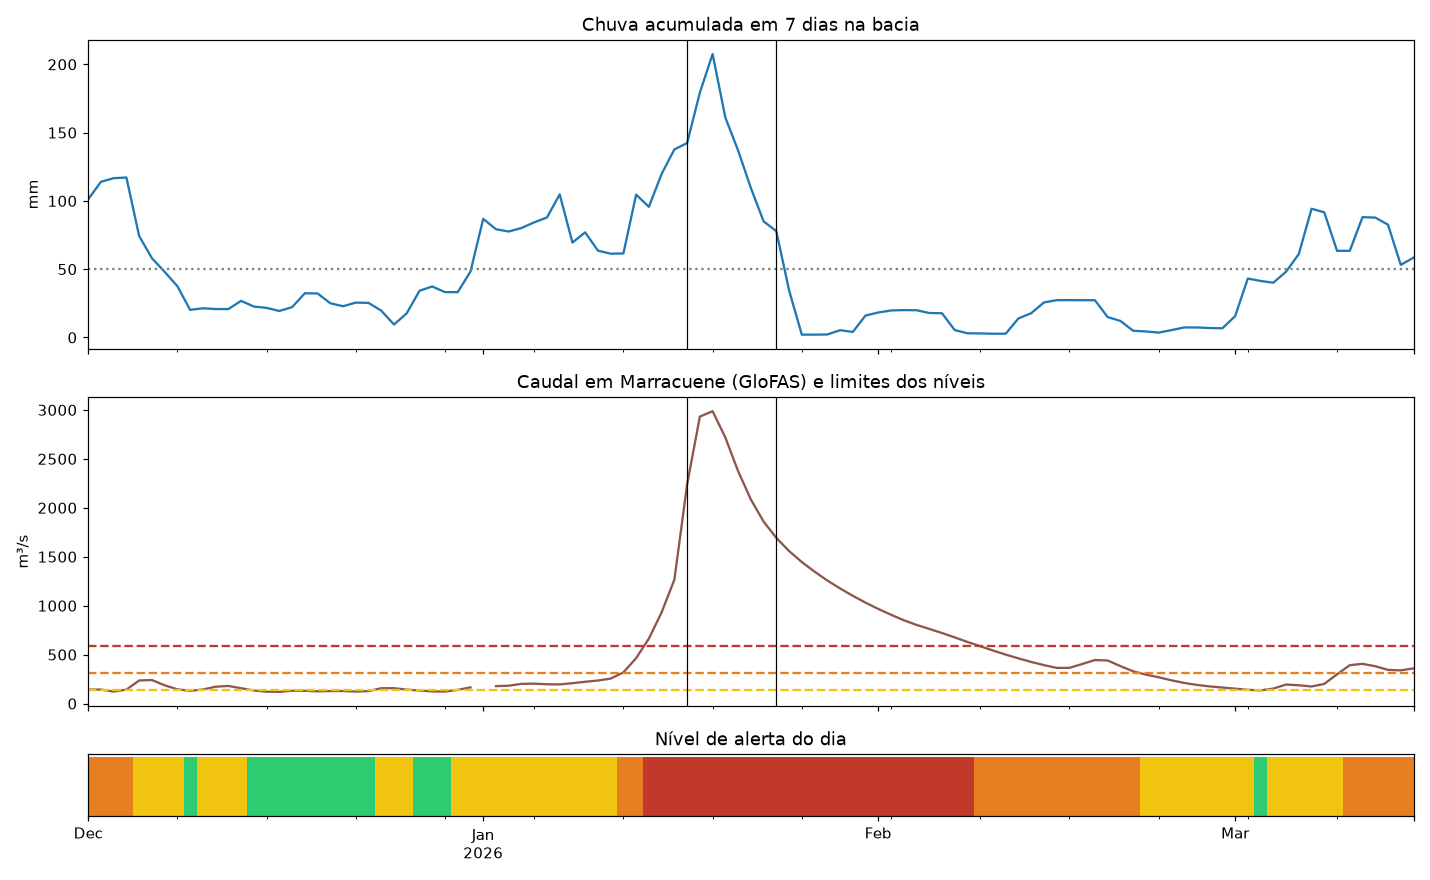 Chuva acumulada em 7 dias na bacia
mm
200
150
100
50
0
Caudal em Marracuene (GloFAS) e limites dos níveis
m³/s
3000
2500
2000
1500
1000
500
0
Nível de alerta do dia
Dec
Jan
2026
Feb
Mar